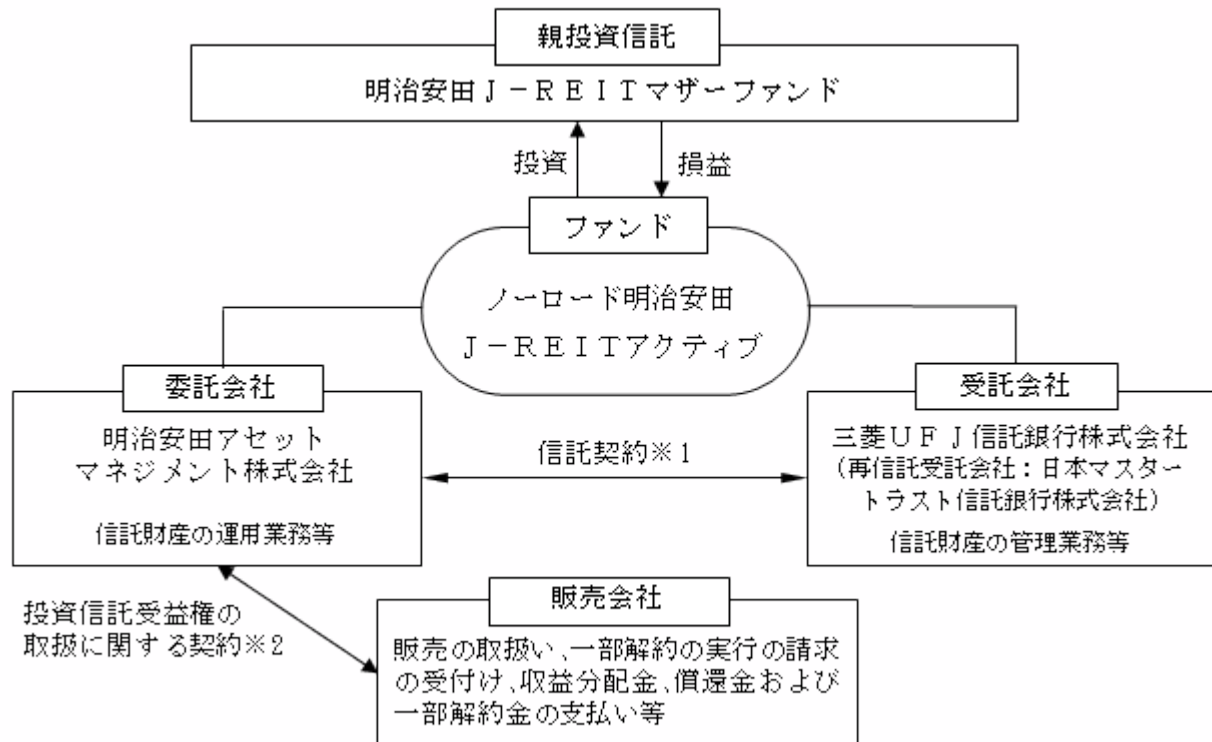 親投資信託
明治安田J－REITマザーファンド
投資
損益
ファンド
ノーロード明治安田
J－REITアクティブ
委託会社
明治安田アセット
マネジメント株式会社
信託財産の運用業務等
信託契約※1
受託会社
三菱UFJ信託銀行株式会社
(再信託受託会社：日本マスター
トラスト信託銀行株式会社)
信託財産の管理業務等
投資信託受益権の
取扱に関する契約※2
販売会社
販売の取扱い、一部解約の実行の請求
の受付け、収益分配金、償還金および
一部解約金の支払い等